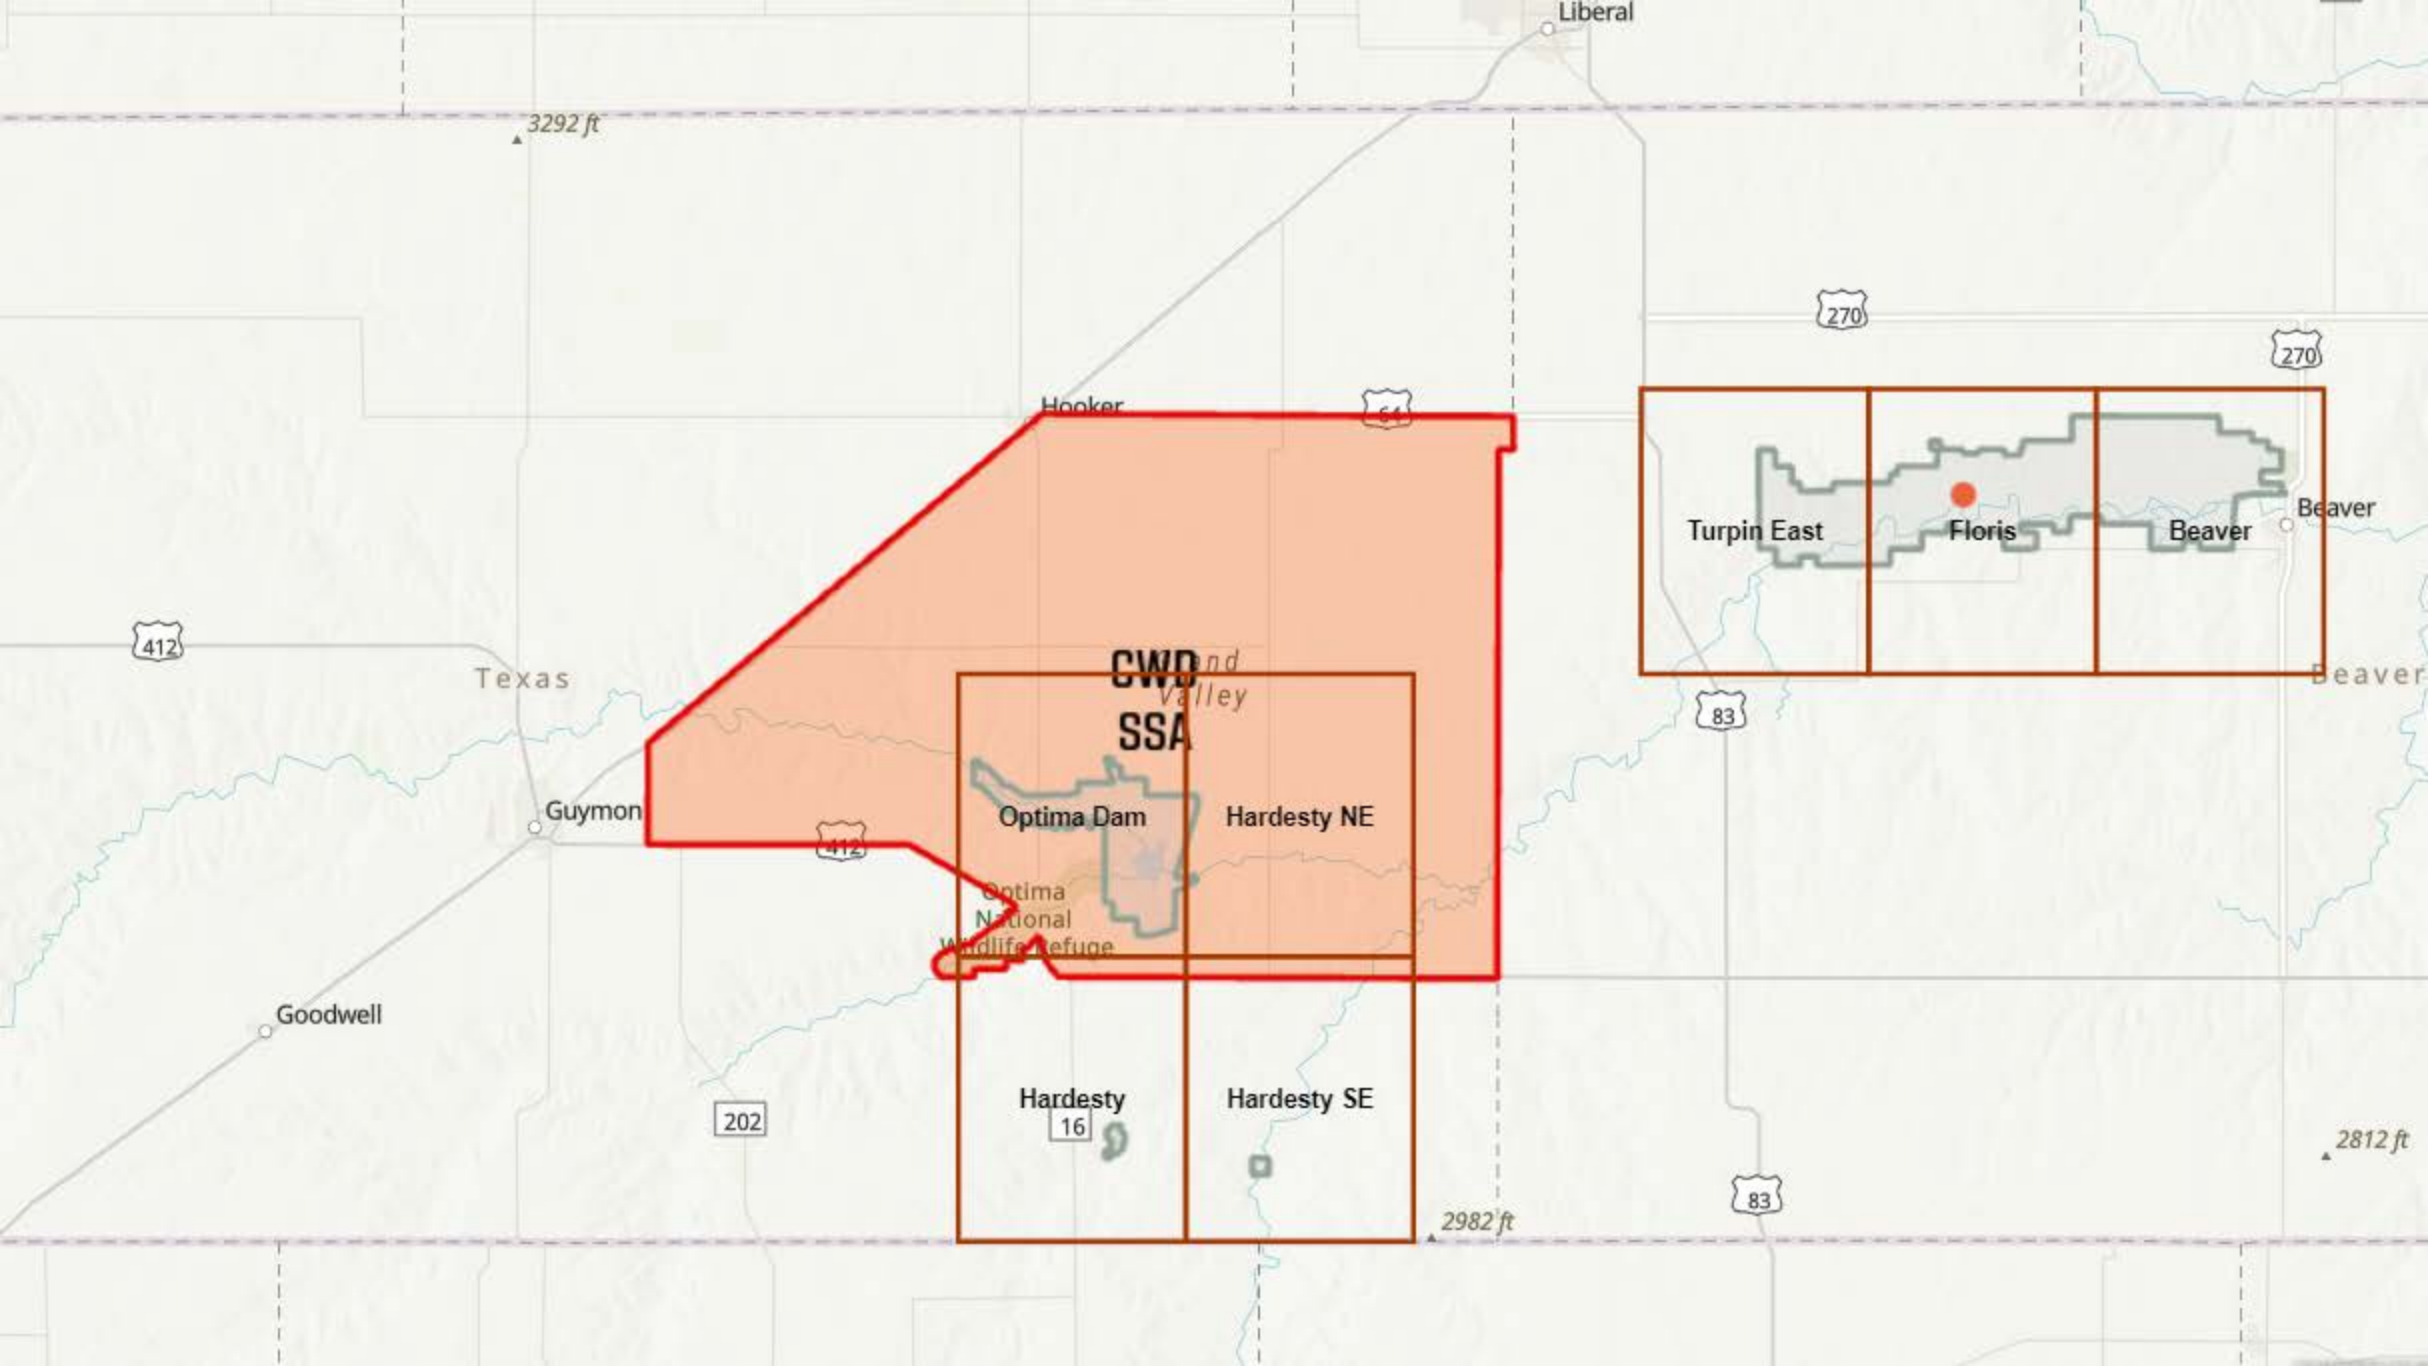 Liberal
3292 ft
270
270
Hooker
64
Beaver
Turpin East
Floris
Beaver
412
CWD
Valley
Texas
Beaver
83
SSA
Guymon
Optima Dam
Hardesty NE
412
Optima
National
Wildlife Refuge
Goodwell
Hardesty
Hardesty SE
202
16
2812 ft
83
2982 ft